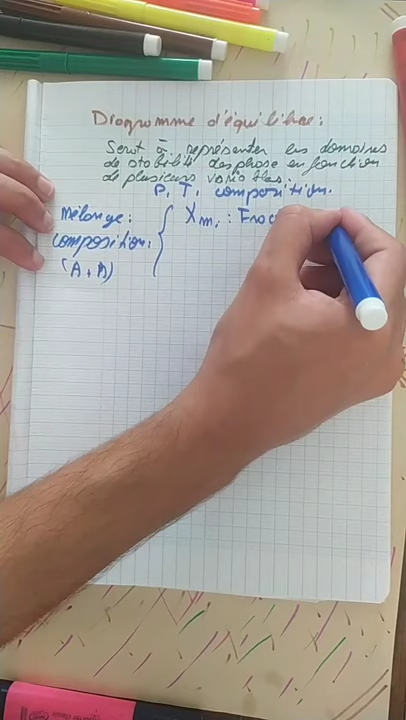 Diagramme d'équilibre:
Sert à représenter les domaines
de stabilité des phase en fonction
de plusieurs variables:
P, T, composition.
mélange: { Xm,: Frac
composition:
(A + B)